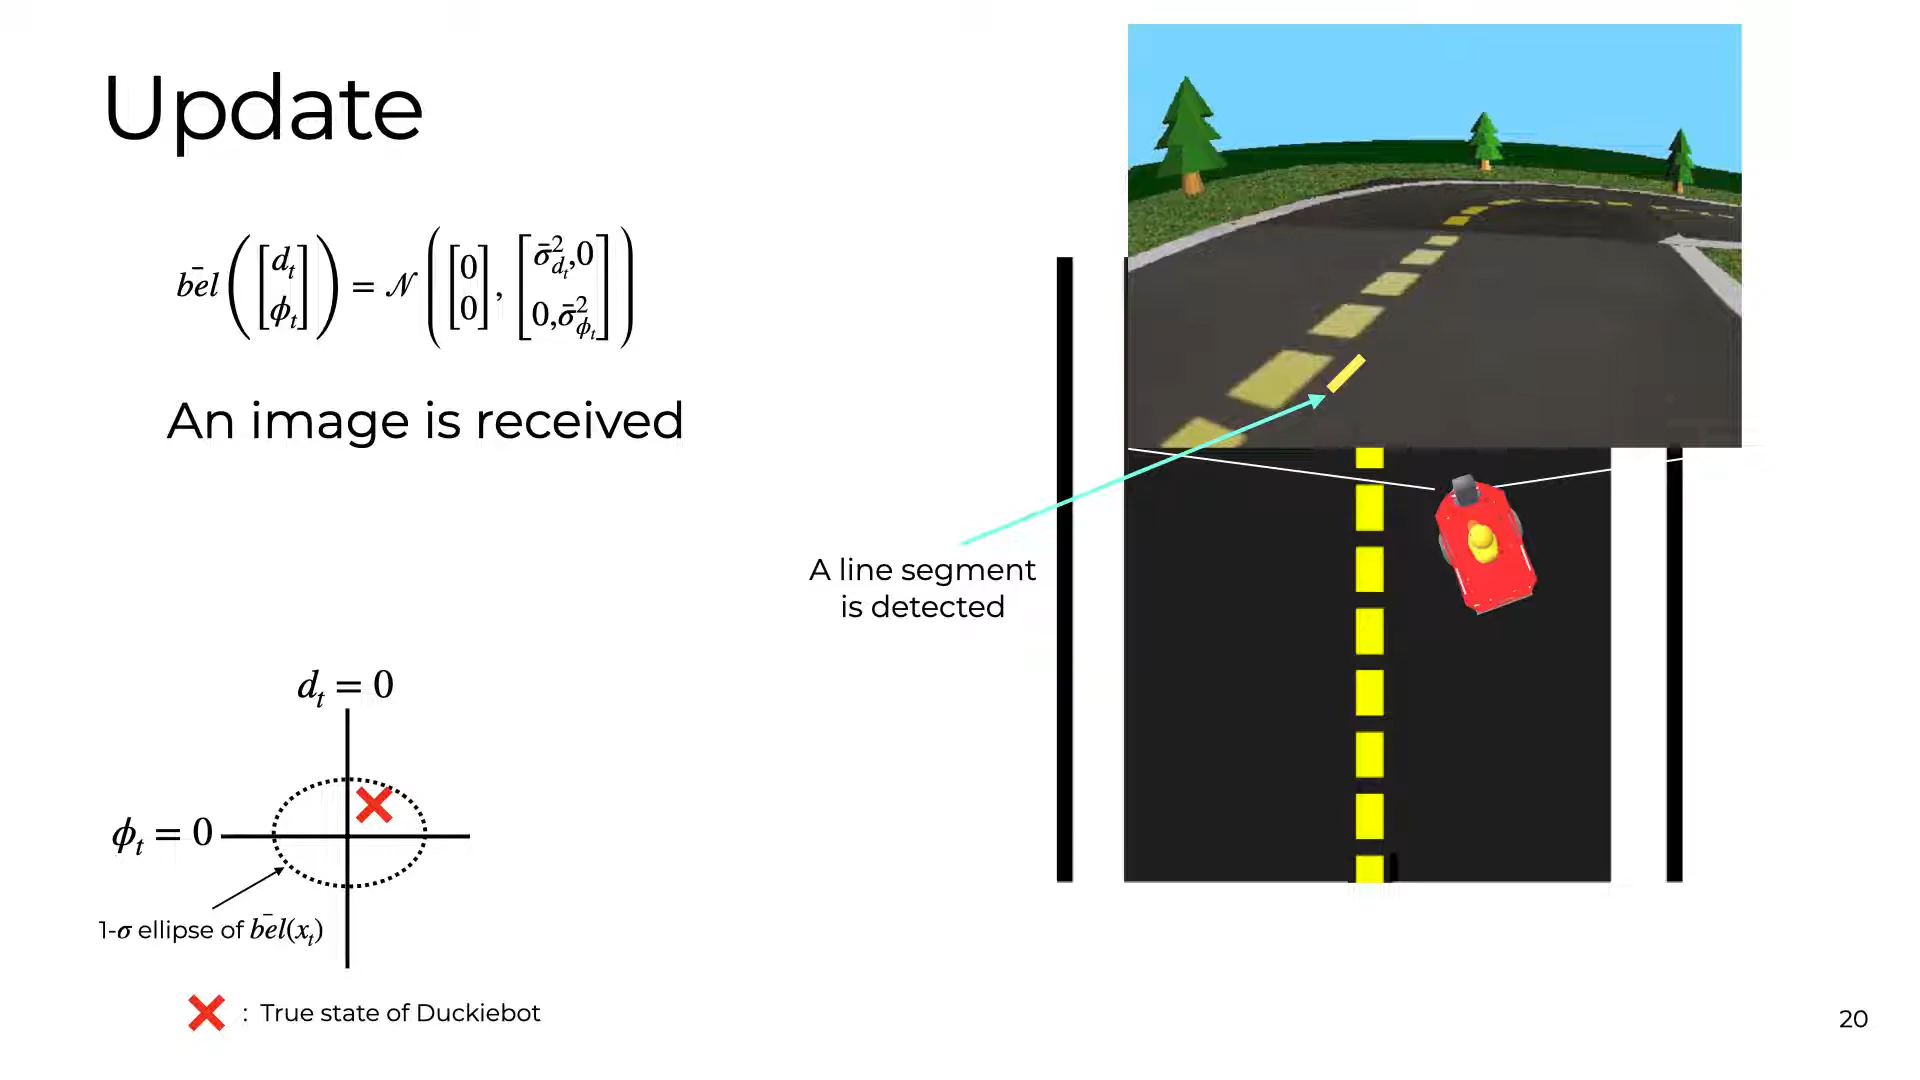 Update
b̄el([d_t ϕ_t]) = 𝒩([0 0], [σ̄²_{d_t},0 0,σ̄²_{ϕ_t}])
An image is received
A line segment
is detected
d_t = 0
ϕ_t = 0
1-σ ellipse of b̄el(x_t)
: True state of Duckiebot
20